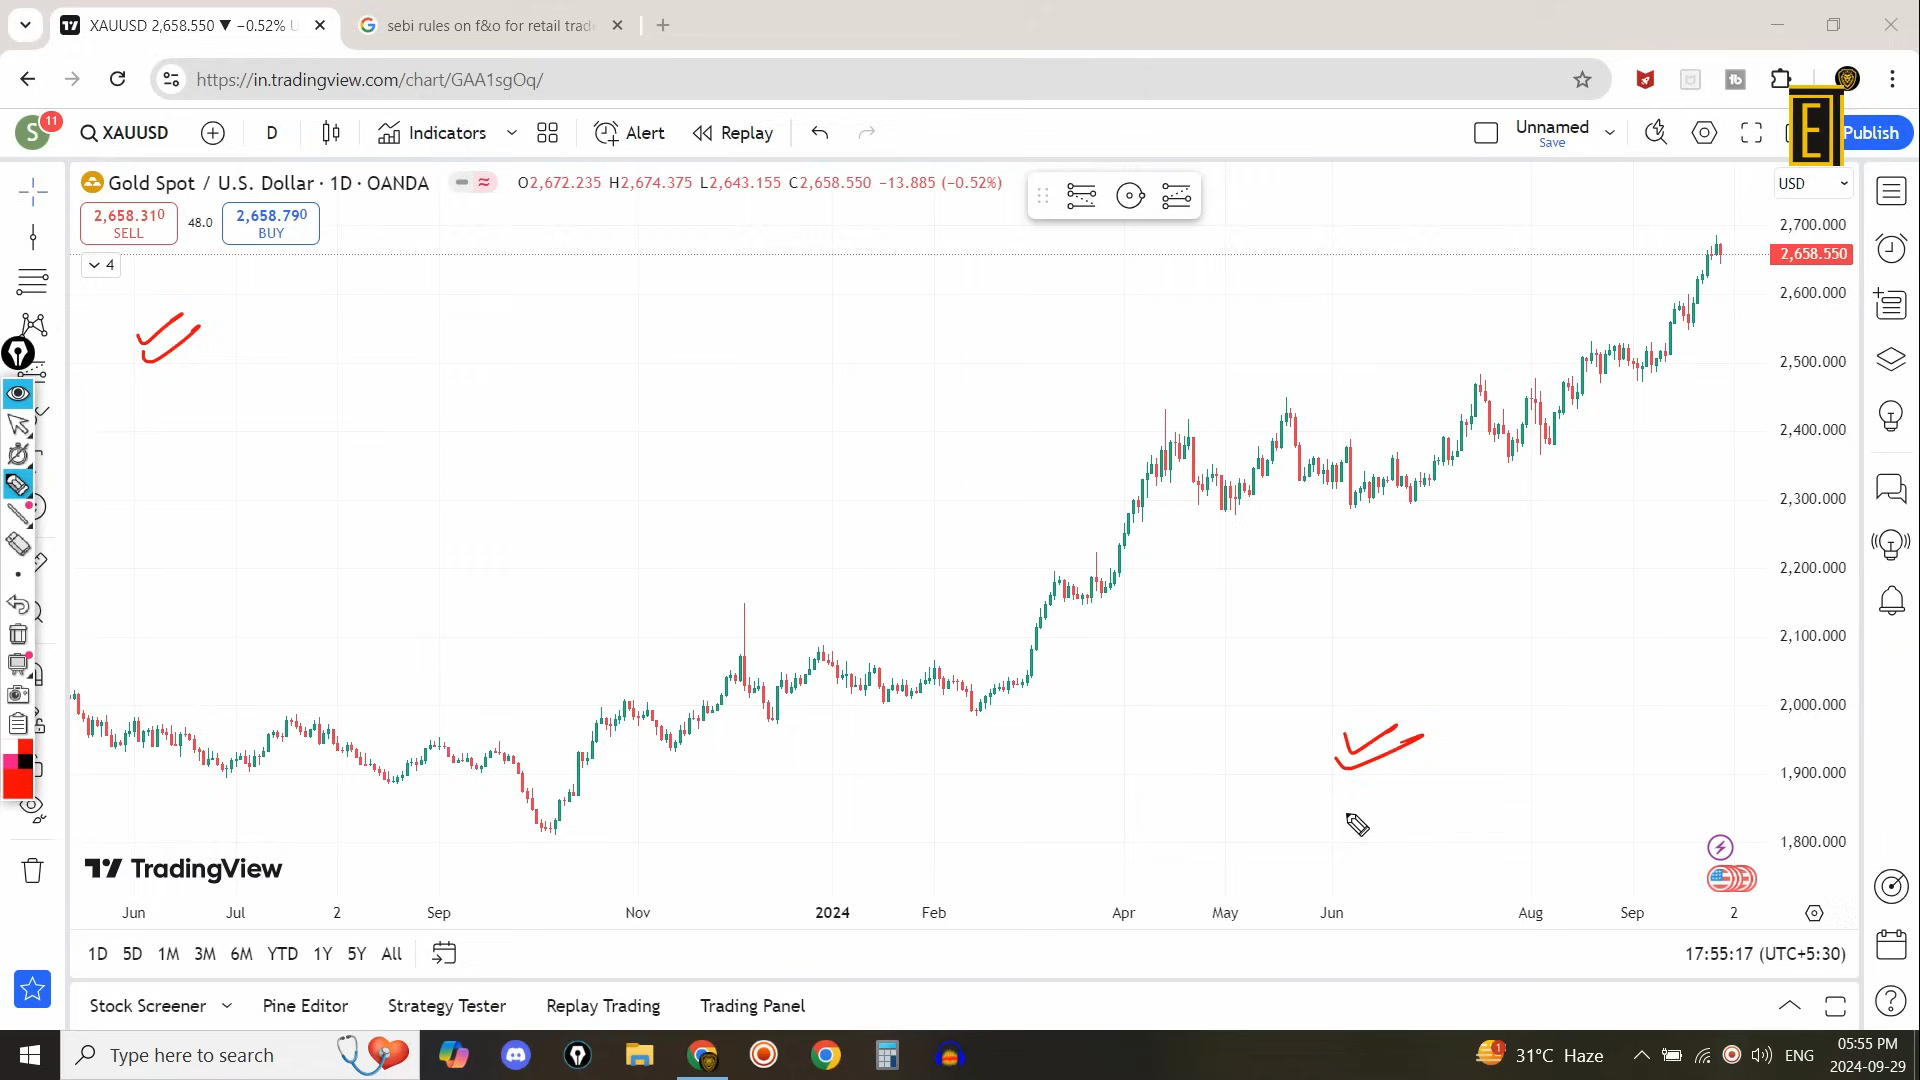 XAUUSD 2,658.550 ▼ −0.52% U
sebi rules on f&o for retail trade
https://in.tradingview.com/chart/GAA1sgOq/
S
11
XAUUSD
D
Indicators
Alert
Replay
Unnamed
Save
E
Publish
Gold Spot / U.S. Dollar · 1D · OANDA
O2,672.235 H2,674.375 L2,643.155 C2,658.550 −13.885 (−0.52%)
USD
2,658.310
SELL
48.0
2,658.790
BUY
4
2,700.000
2,658.550
2,600.000
2,500.000
2,400.000
2,300.000
2,200.000
2,100.000
2,000.000
1,900.000
1,800.000
TradingView
Jun Jul 2 Sep Nov 2024 Feb Apr May Jun Aug Sep 2
1D 5D 1M 3M 6M YTD 1Y 5Y All
17:55:17 (UTC+5:30)
Stock Screener Pine Editor Strategy Tester Replay Trading Trading Panel
Type here to search
1
31°C Haze
ENG
05:55 PM
2024-09-29